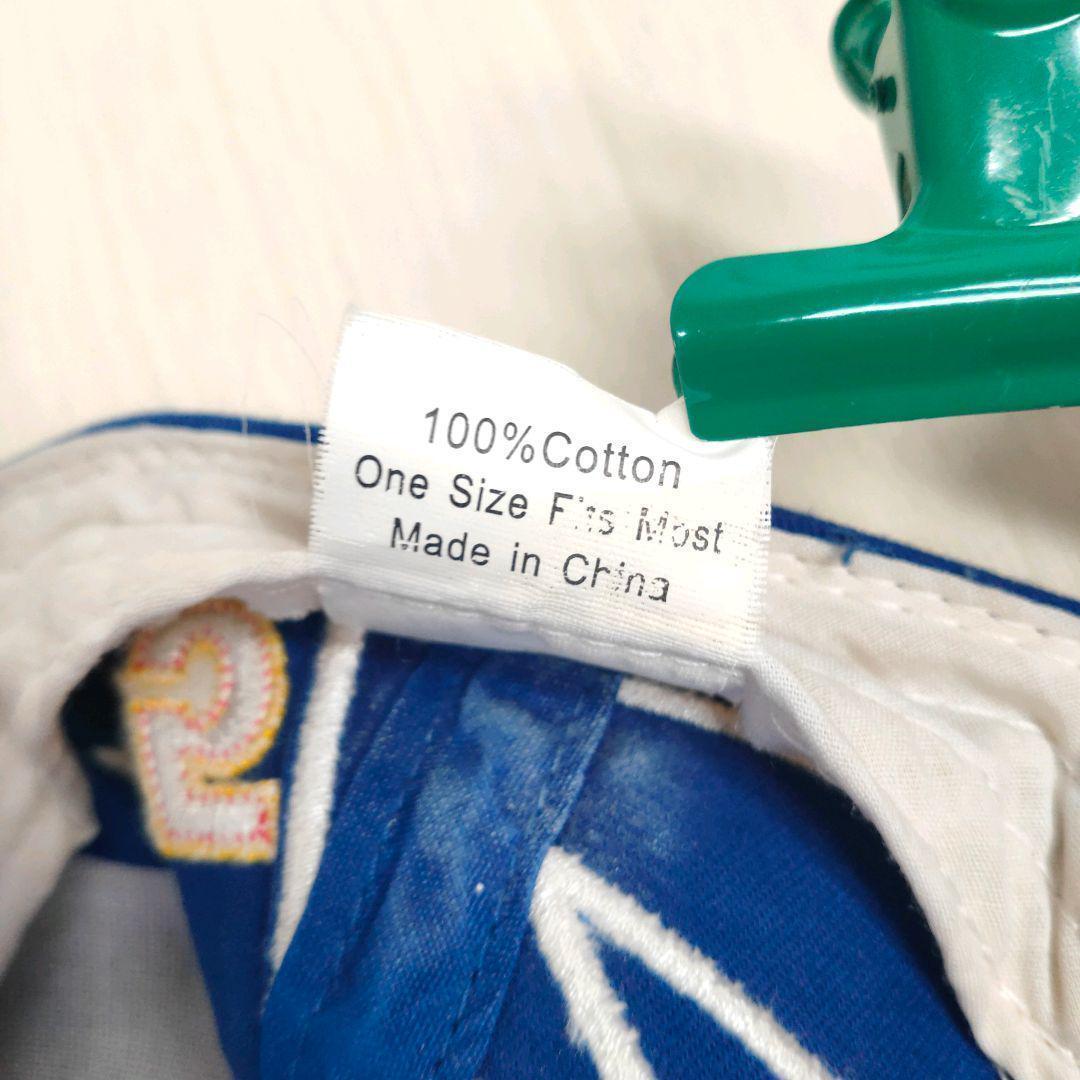 100%Cotton
One Size Fits Most
Made in China